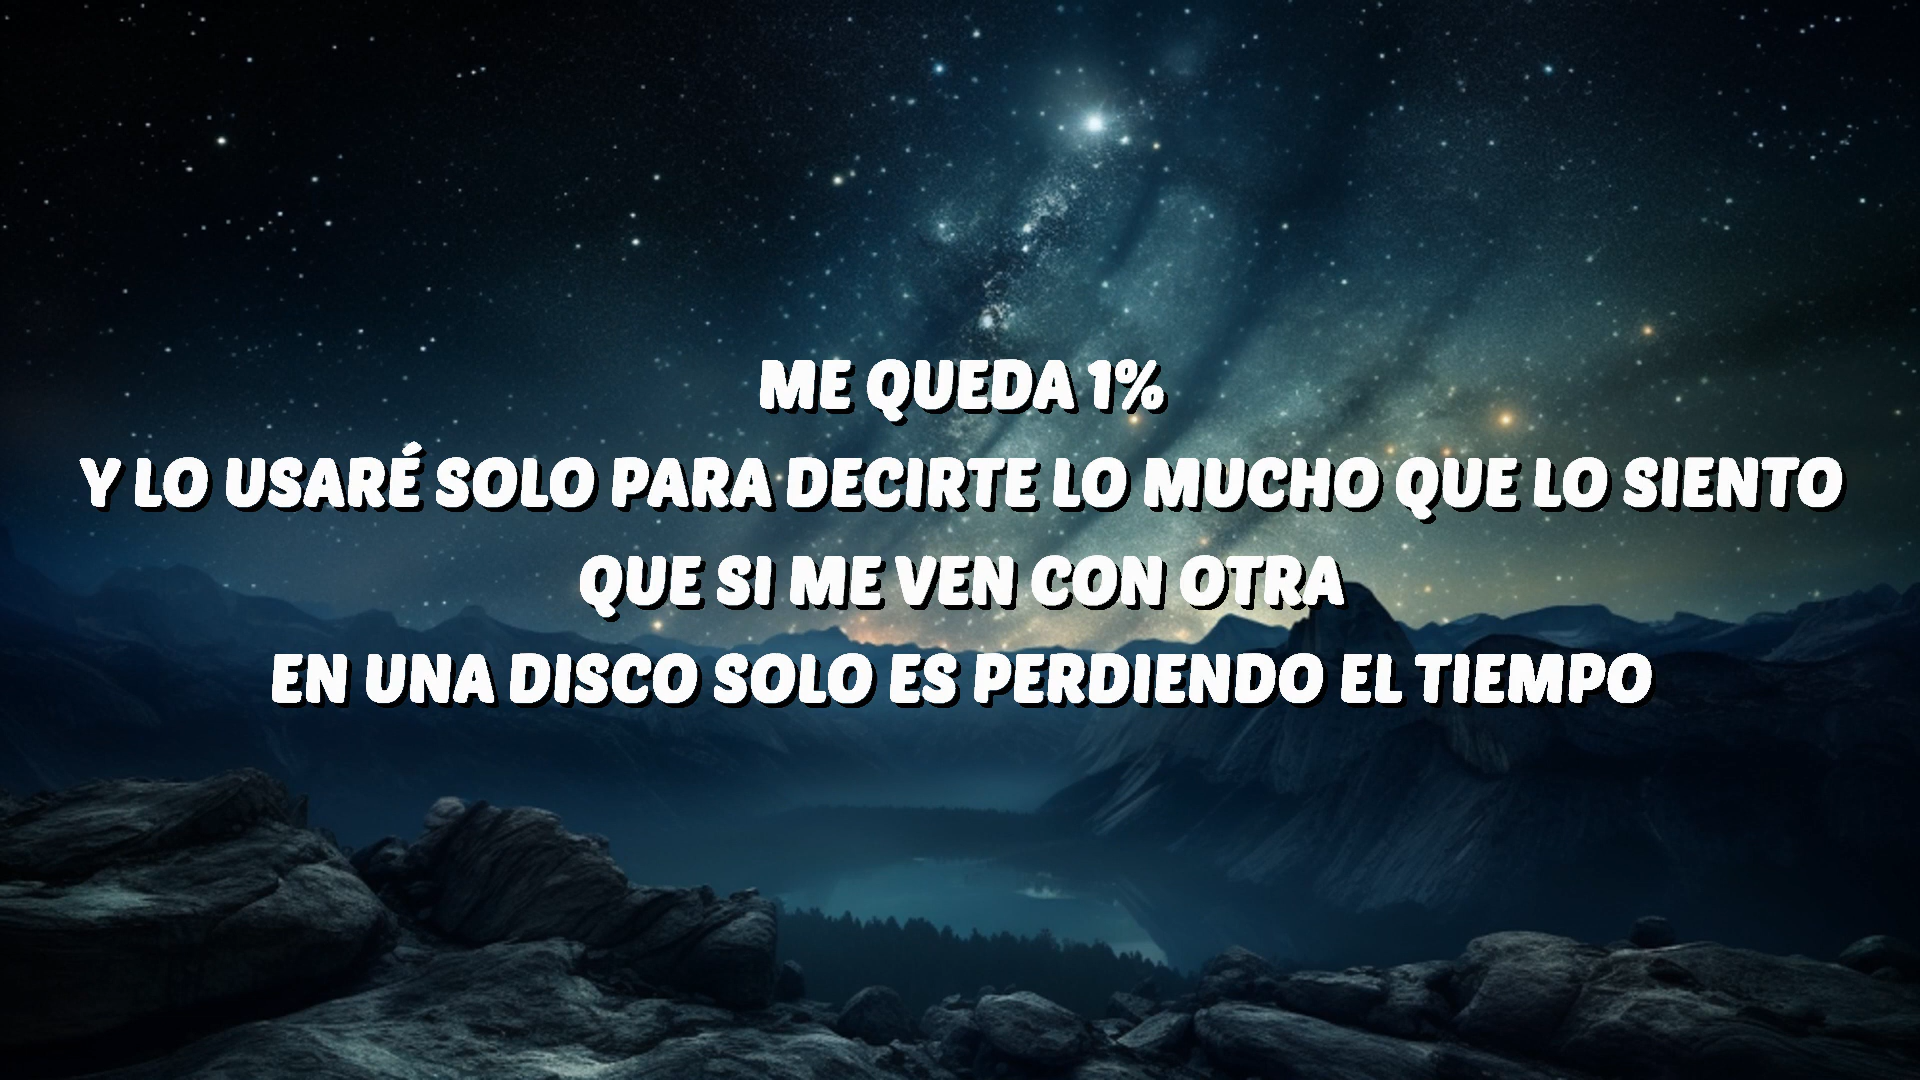 ME QUEDA 1%
Y LO USARÉ SOLO PARA DECIRTE LO MUCHO QUE LO SIENTO
QUE SI ME VEN CON OTRA
EN UNA DISCO SOLO ES PERDIENDO EL TIEMPO